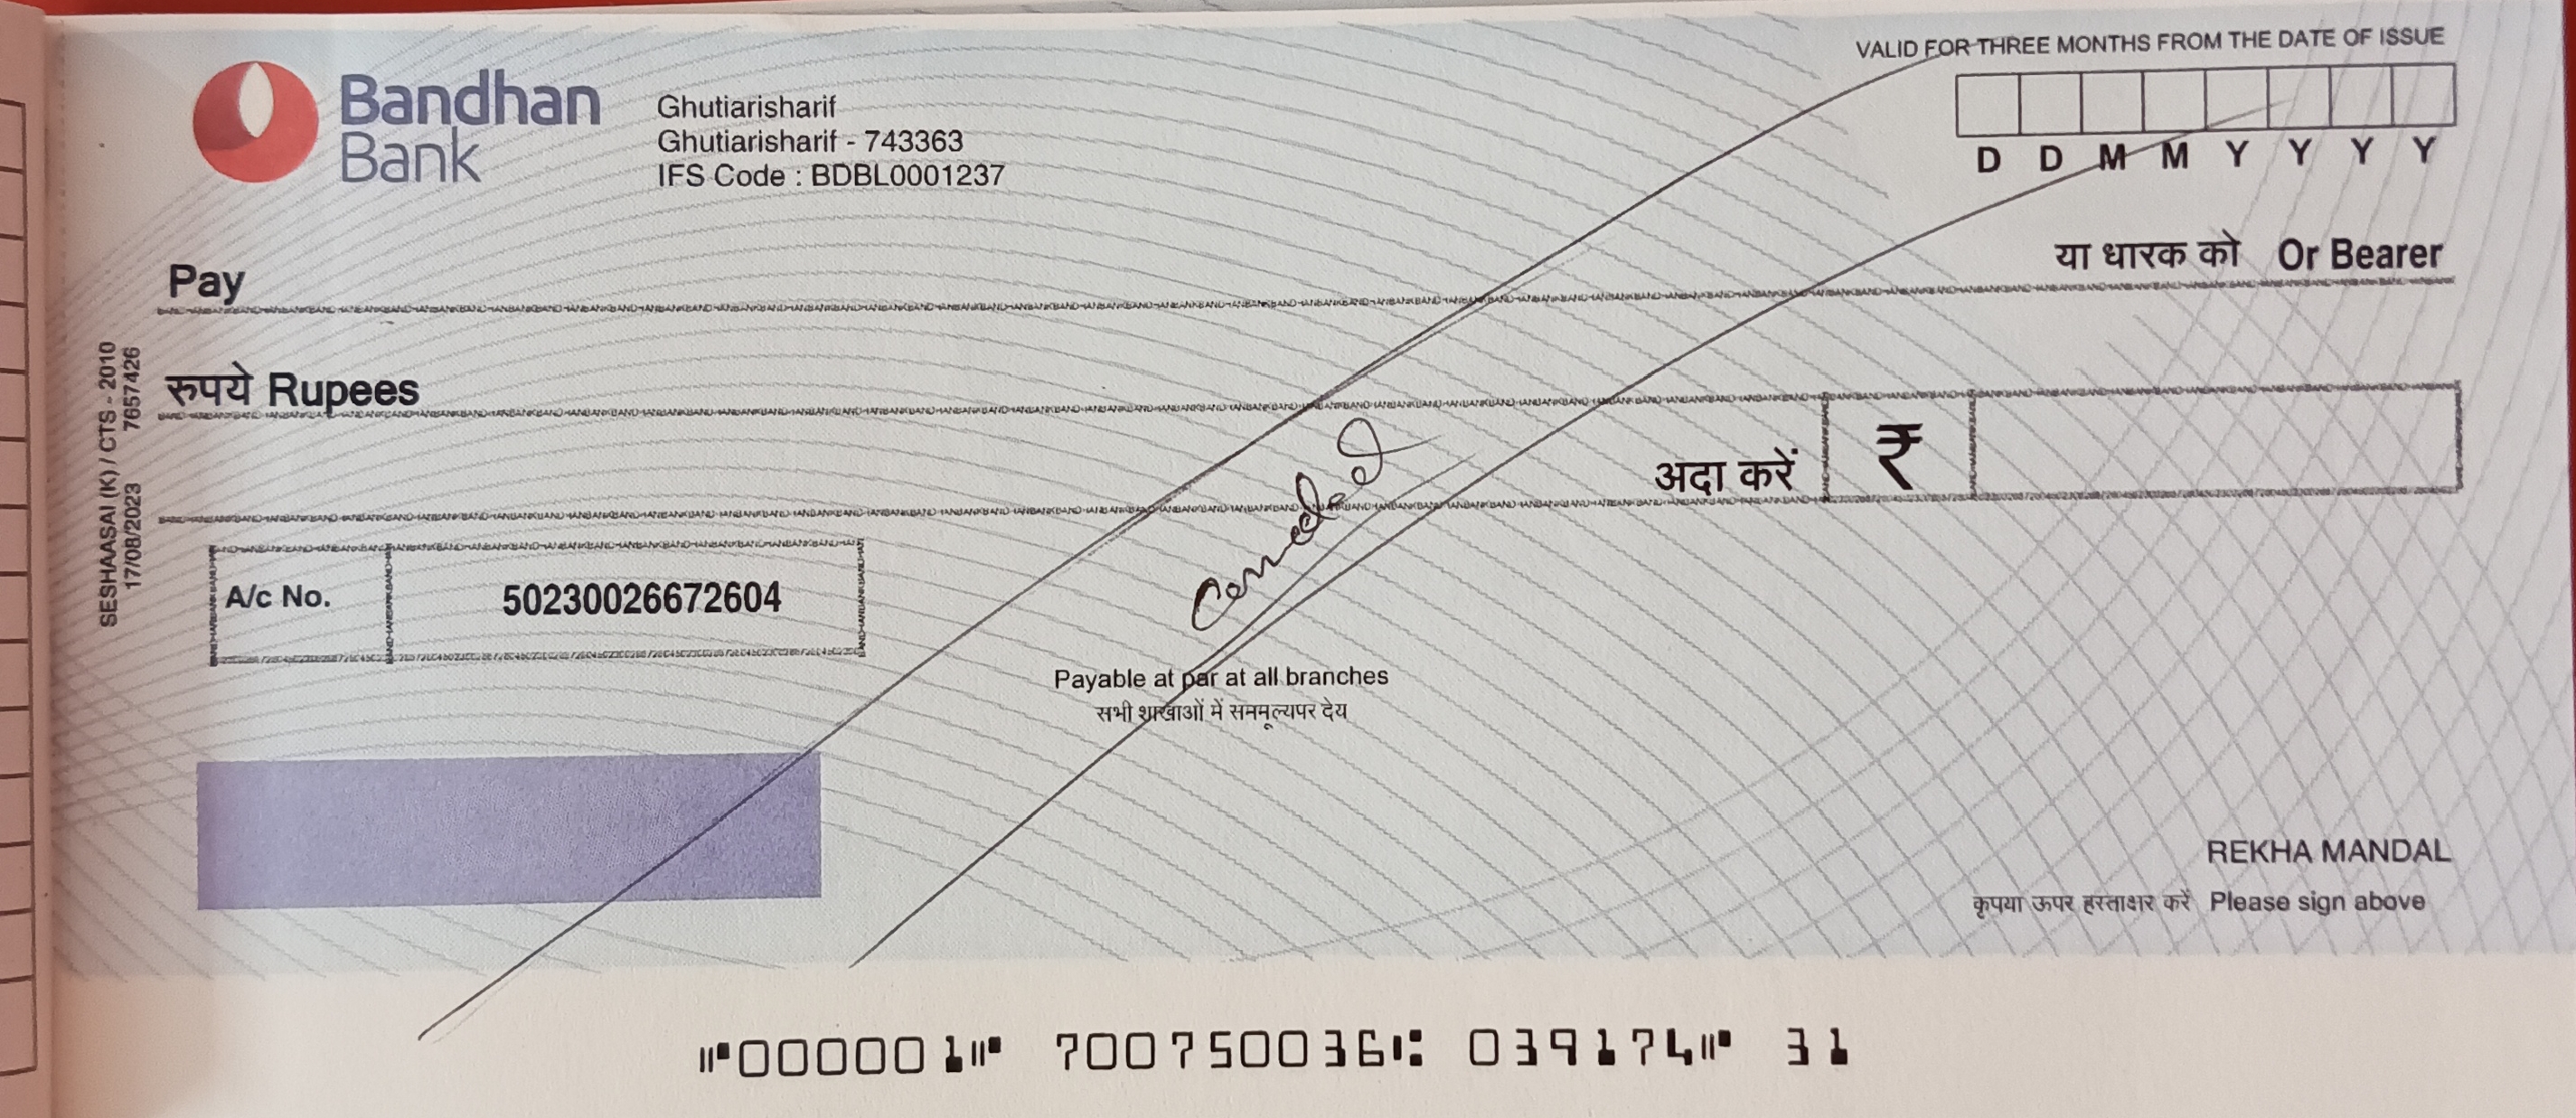 VALID FOR THREE MONTHS FROM THE DATE OF ISSUE
Bandhan
Bank
Ghutiarisharif
Ghutiarisharif - 743363
IFS Code : BDBL0001237
D D M M Y Y Y Y
Pay
या धारक को Or Bearer
रुपये Rupees
अदा करें ₹
A/c No. 50230026672604
SESHAASAI (K) / CTS - 2010
17/08/2023 7657426
Payable at par at all branches
सभी शाखाओं में सममूल्यपर देय
REKHA MANDAL
कृपया ऊपर हस्ताक्षर करें Please sign above
⑈000001⑈ 700750036⑆ 039174⑈ 31